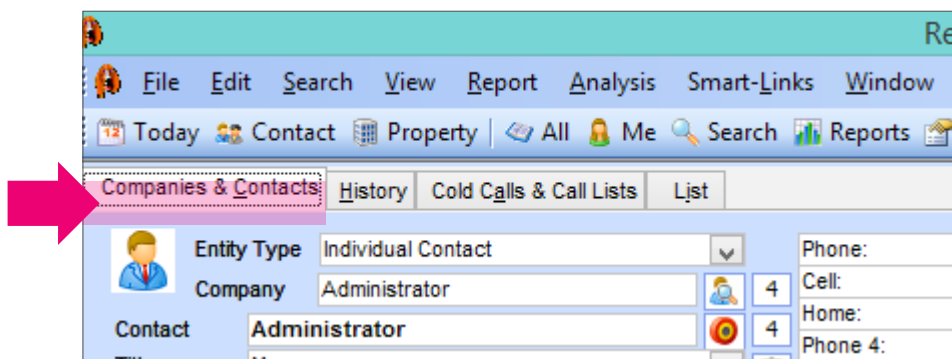 Re
File Edit Search View Report Analysis Smart-Links Window
12 Today Contact Property All Me Search Reports
Companies & Contacts History Cold Calls & Call Lists List
Entity Type Individual Contact Phone:
Company Administrator 4 Cell:
Home:
Contact Administrator 4
Phone 4: